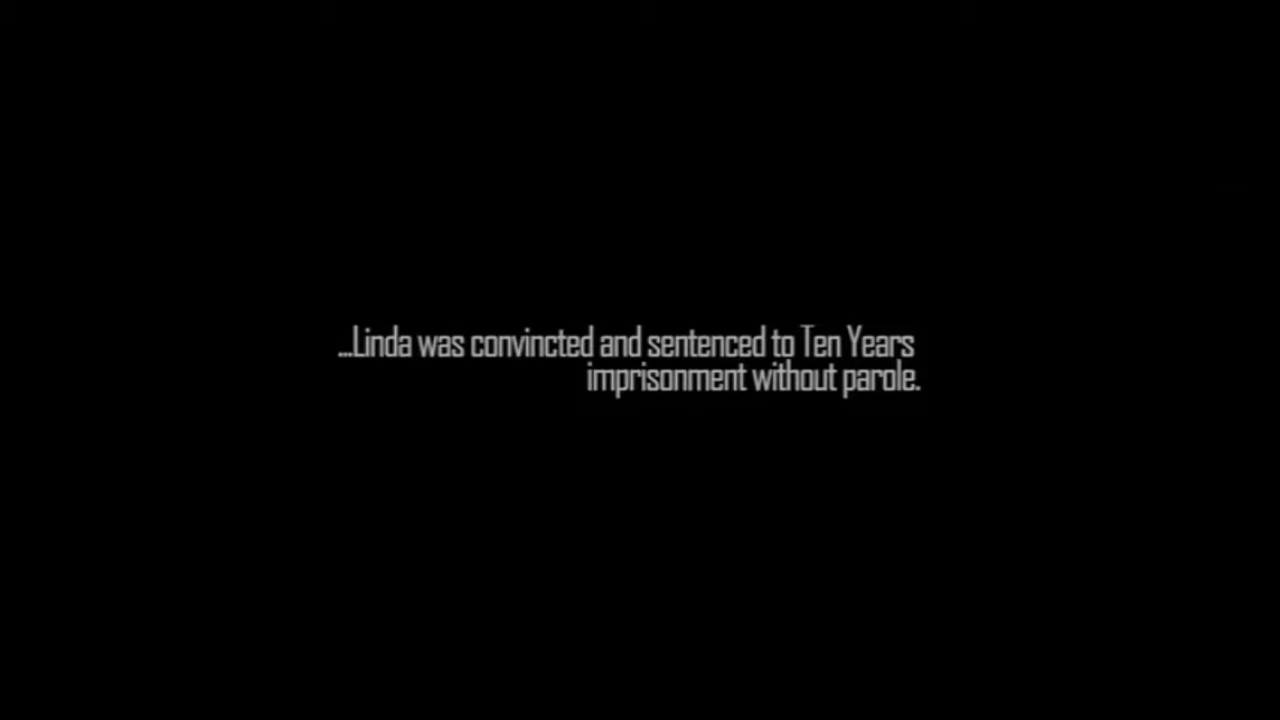 ...Linda was convincted and sentenced to Ten Years
imprisonment without parole.